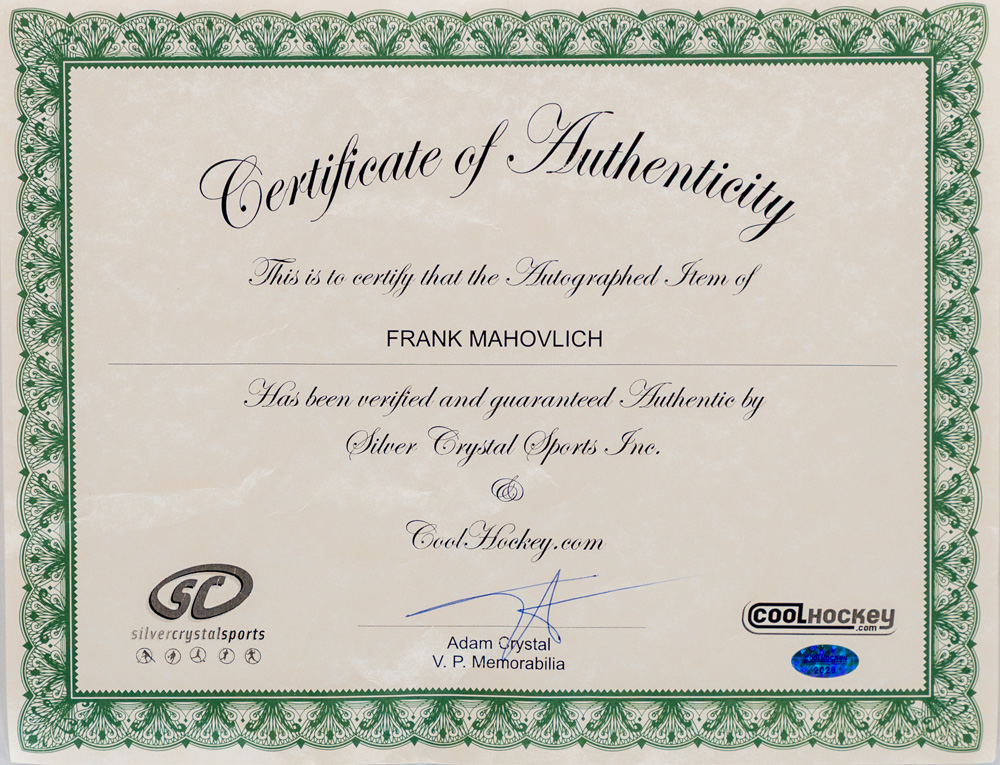 Certificate of Authenticity
This is to certify that the Autographed Item of
FRANK MAHOVLICH
Has been verified and guaranteed Authentic by
Silver Crystal Sports Inc.
&
CoolHockey.com
SC
silvercrystalsports
Adam Crystal
V. P. Memorabilia
COOLHOCKEY
.com